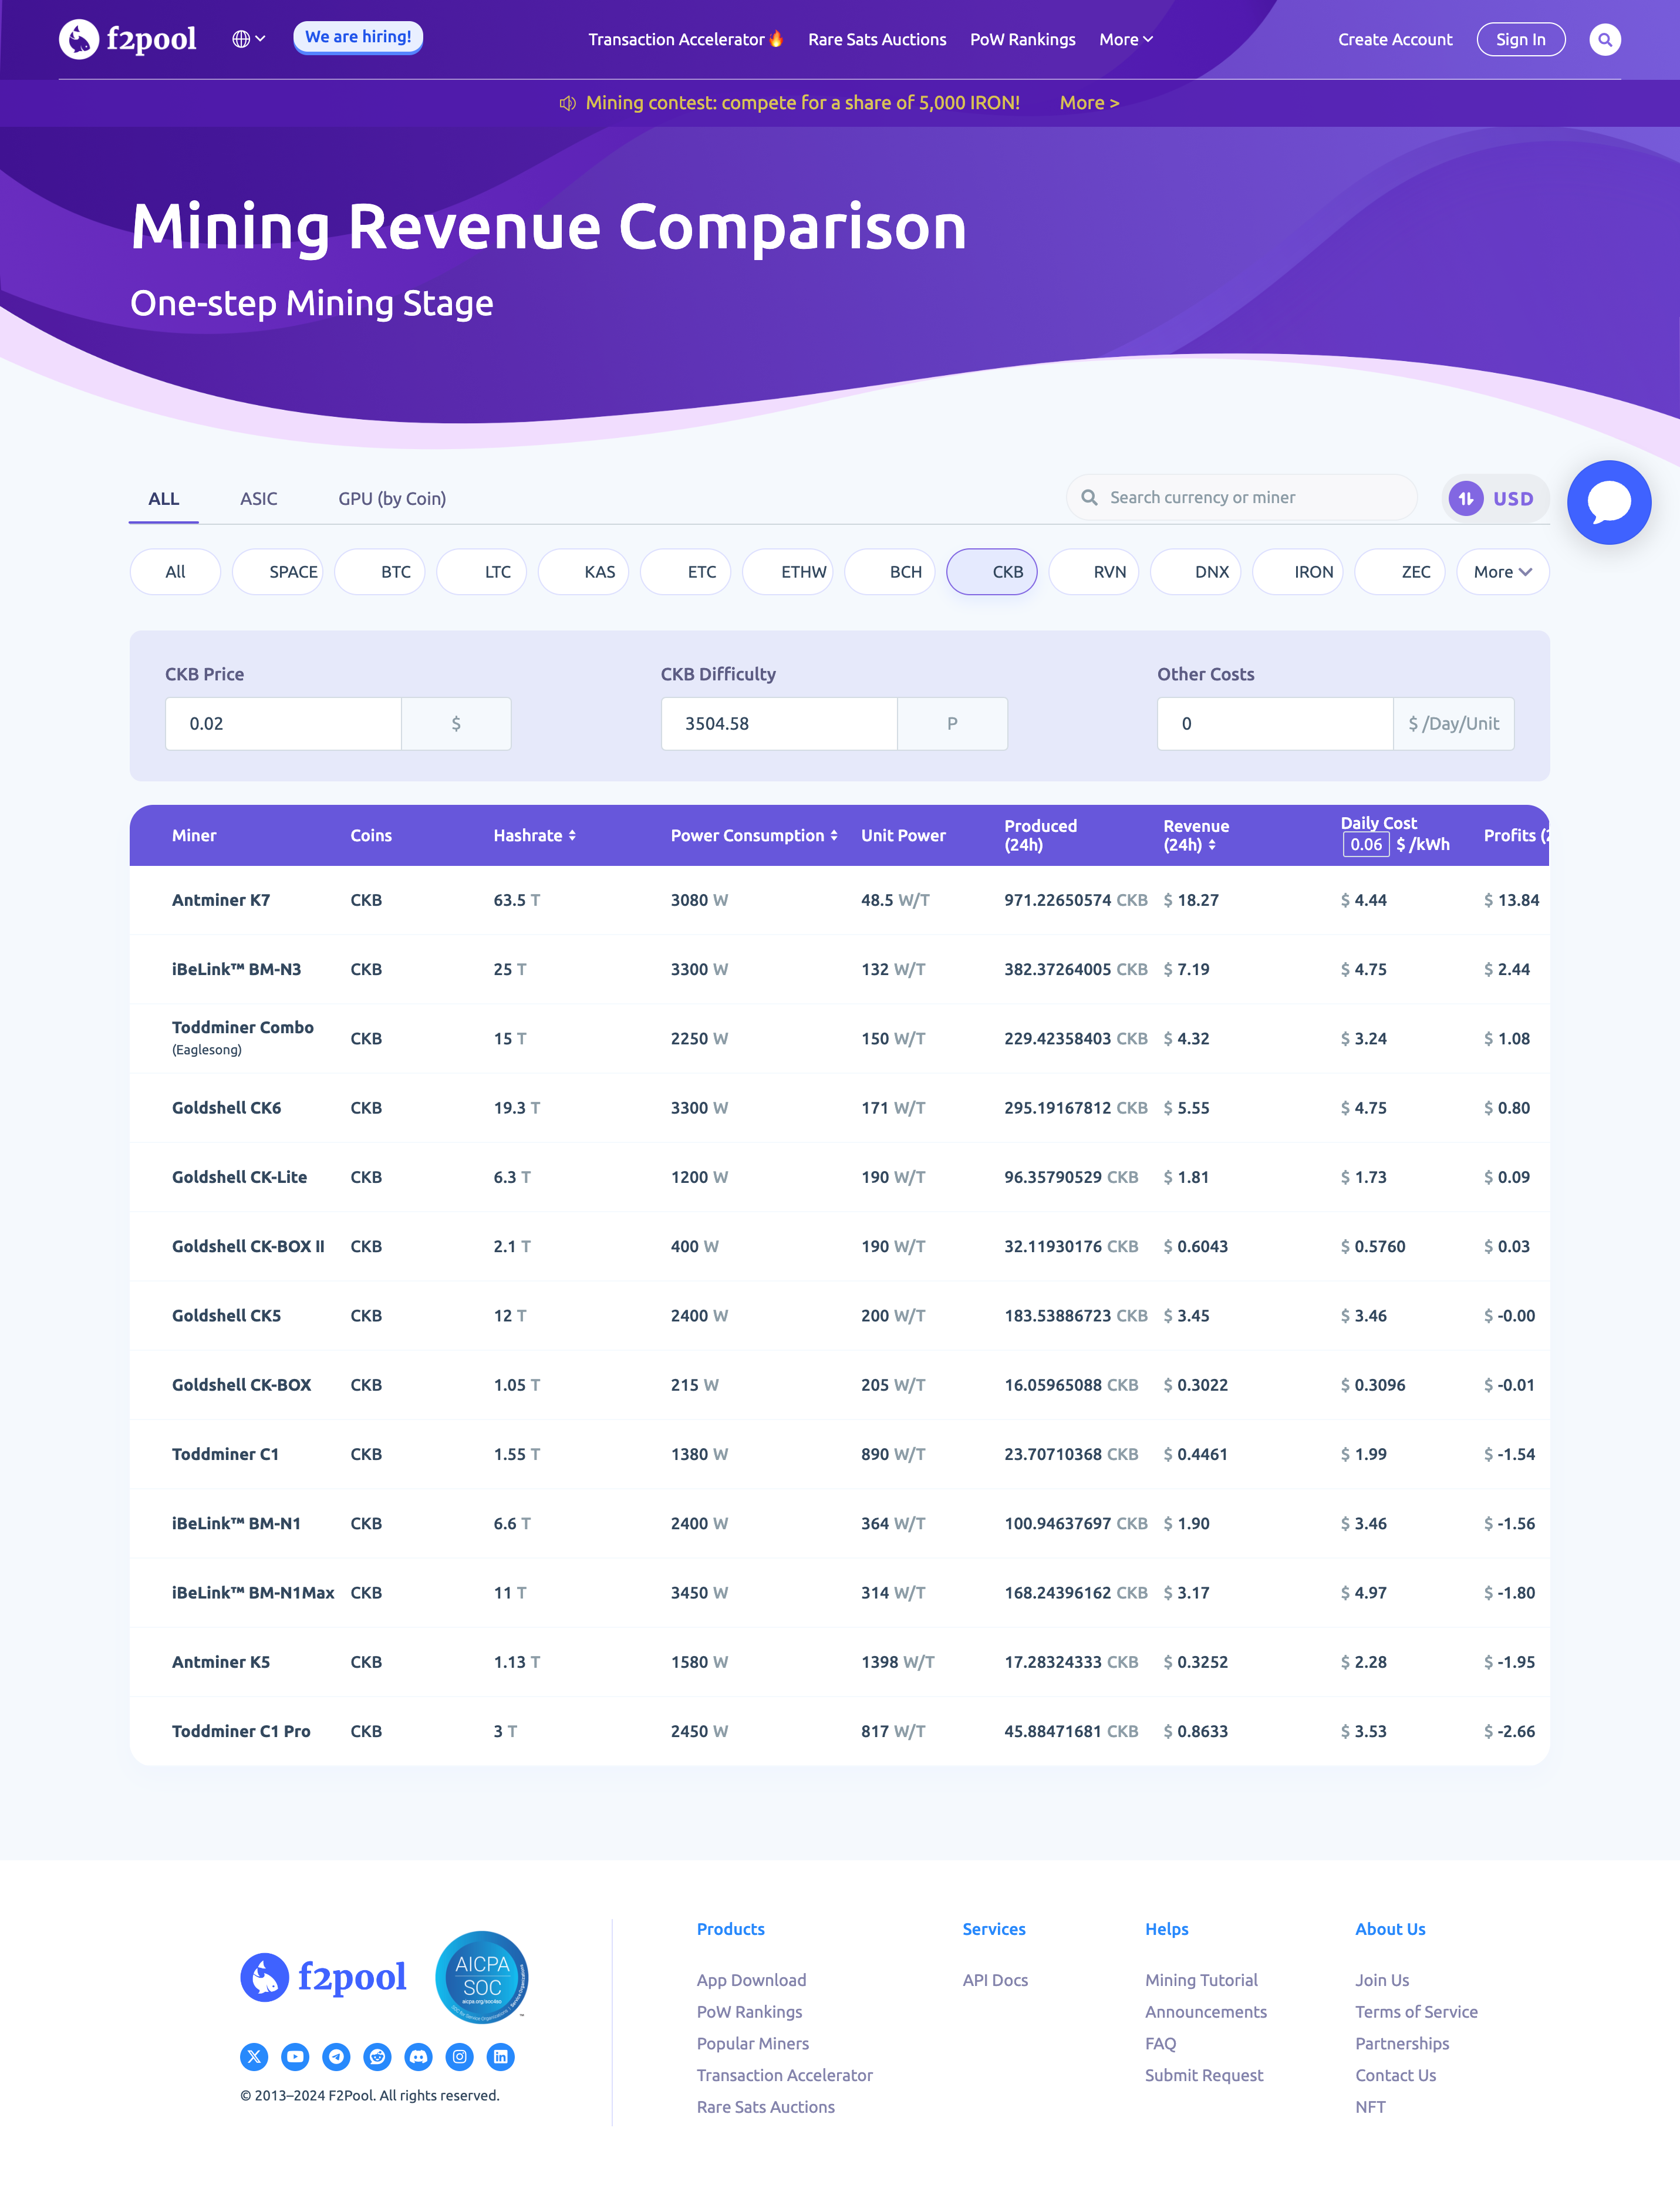 f2pool
We are hiring!
Transaction Accelerator
Rare Sats Auctions
PoW Rankings
More
Create Account
Sign In
Mining contest: compete for a share of 5,000 IRON! More >
Mining Revenue Comparison
One-step Mining Stage
ALL
ASIC
GPU (by Coin)
Search currency or miner
USD
All
SPACE
BTC
LTC
KAS
ETC
ETHW
BCH
CKB
RVN
DNX
IRON
ZEC
More
CKB Price
CKB Difficulty
Other Costs
0.02 $
3504.58 P
0 $ /Day/Unit
Miner
Coins
Hashrate
Power Consumption
Unit Power
Produced
(24h)
Revenue
(24h)
Daily Cost
0.06 $ /kWh
Profits (2
Antminer K7 CKB 63.5 T 3080 W 48.5 W/T 971.22650574 CKB $ 18.27 $ 4.44 $ 13.84
iBeLink™ BM-N3 CKB 25 T 3300 W 132 W/T 382.37264005 CKB $ 7.19 $ 4.75 $ 2.44
Toddminer Combo
(Eaglesong)
CKB 15 T 2250 W 150 W/T 229.42358403 CKB $ 4.32 $ 3.24 $ 1.08
Goldshell CK6 CKB 19.3 T 3300 W 171 W/T 295.19167812 CKB $ 5.55 $ 4.75 $ 0.80
Goldshell CK-Lite CKB 6.3 T 1200 W 190 W/T 96.35790529 CKB $ 1.81 $ 1.73 $ 0.09
Goldshell CK-BOX II CKB 2.1 T 400 W 190 W/T 32.11930176 CKB $ 0.6043 $ 0.5760 $ 0.03
Goldshell CK5 CKB 12 T 2400 W 200 W/T 183.53886723 CKB $ 3.45 $ 3.46 $ -0.00
Goldshell CK-BOX CKB 1.05 T 215 W 205 W/T 16.05965088 CKB $ 0.3022 $ 0.3096 $ -0.01
Toddminer C1 CKB 1.55 T 1380 W 890 W/T 23.70710368 CKB $ 0.4461 $ 1.99 $ -1.54
iBeLink™ BM-N1 CKB 6.6 T 2400 W 364 W/T 100.94637697 CKB $ 1.90 $ 3.46 $ -1.56
iBeLink™ BM-N1Max CKB 11 T 3450 W 314 W/T 168.24396162 CKB $ 3.17 $ 4.97 $ -1.80
Antminer K5 CKB 1.13 T 1580 W 1398 W/T 17.28324333 CKB $ 0.3252 $ 2.28 $ -1.95
Toddminer C1 Pro CKB 3 T 2450 W 817 W/T 45.88471681 CKB $ 0.8633 $ 3.53 $ -2.66
f2pool
AICPA
SOC
aicpa.org/soc4so
© 2013–2024 F2Pool. All rights reserved.
Products
App Download
PoW Rankings
Popular Miners
Transaction Accelerator
Rare Sats Auctions
Services
API Docs
Helps
Mining Tutorial
Announcements
FAQ
Submit Request
About Us
Join Us
Terms of Service
Partnerships
Contact Us
NFT